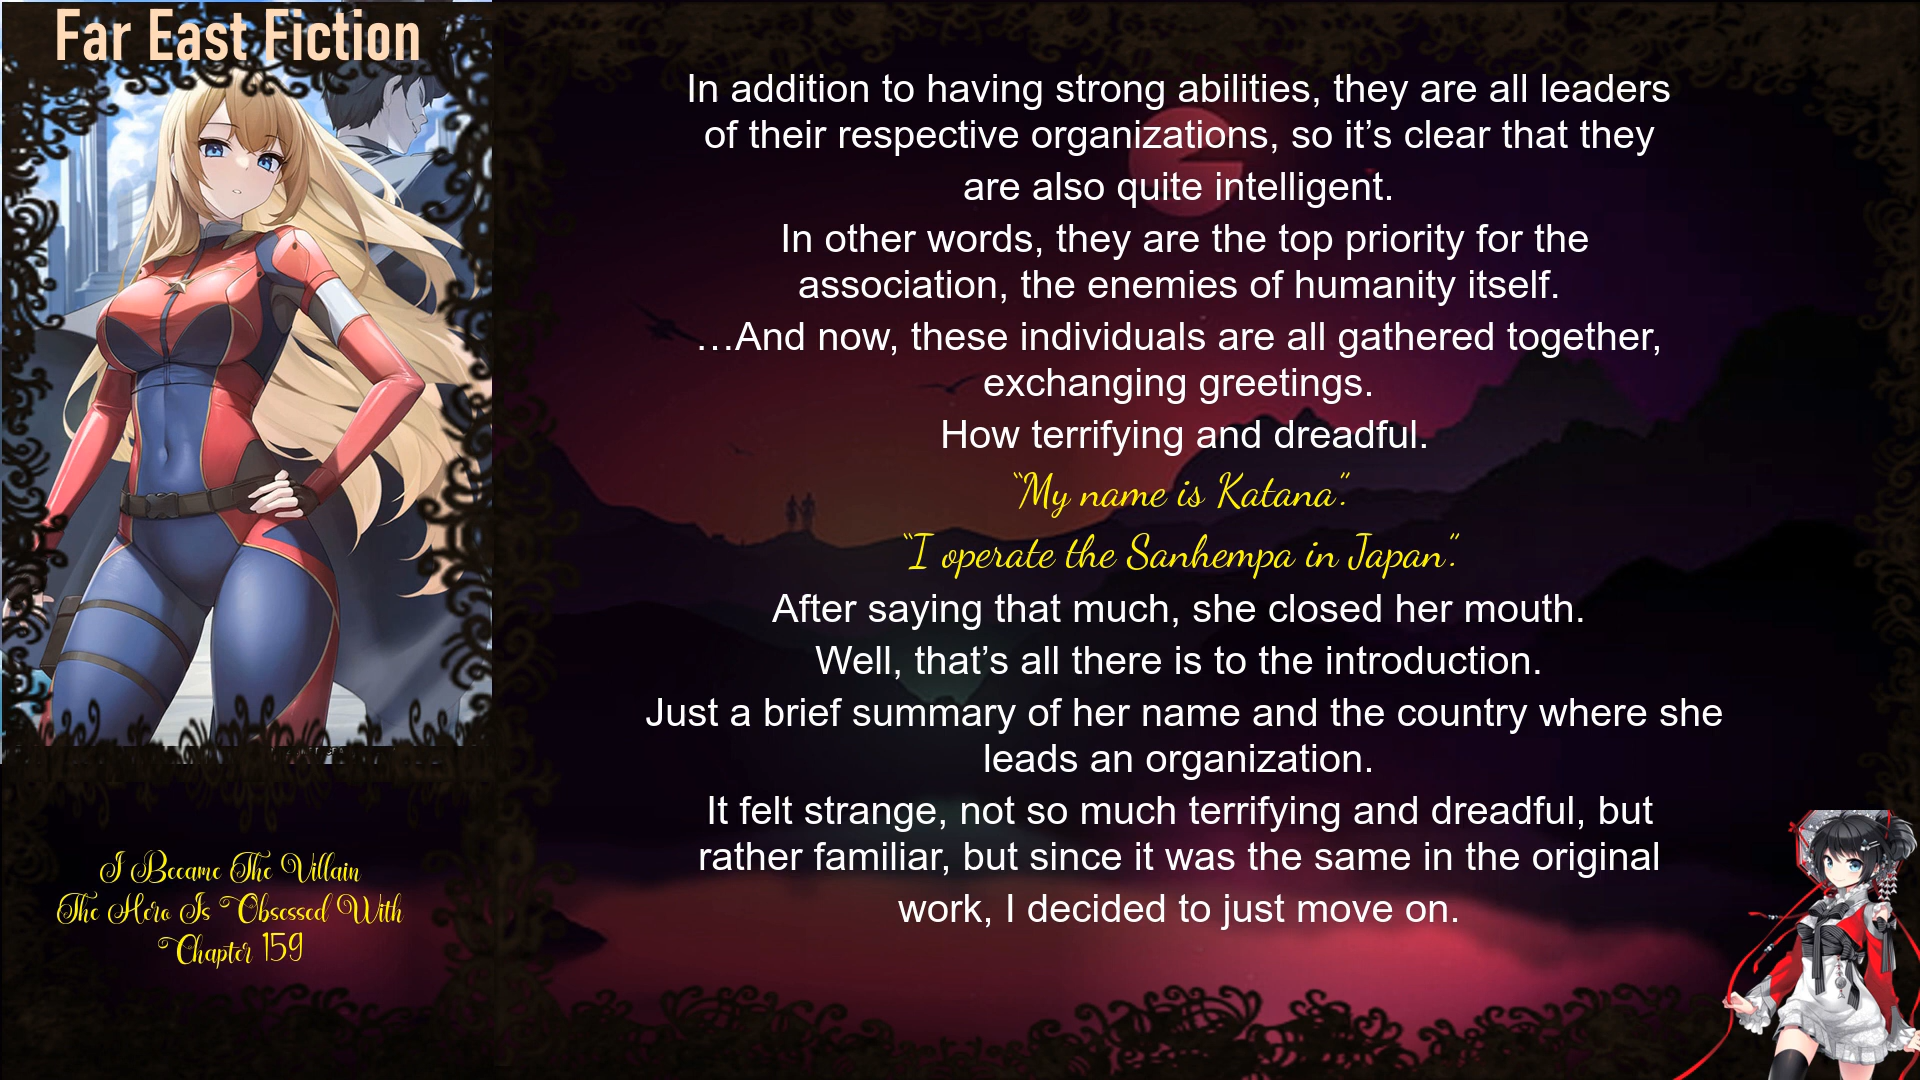 Far East Fiction
In addition to having strong abilities, they are all leaders
of their respective organizations, so it’s clear that they
are also quite intelligent.
In other words, they are the top priority for the
association, the enemies of humanity itself.
…And now, these individuals are all gathered together,
exchanging greetings.
How terrifying and dreadful.
“My name is Katana”.
“I operate the Sanhempa in Japan”.
After saying that much, she closed her mouth.
Well, that’s all there is to the introduction.
Just a brief summary of her name and the country where she
leads an organization.
It felt strange, not so much terrifying and dreadful, but
rather familiar, but since it was the same in the original
work, I decided to just move on.
I Became The Villain
The Hero Is Obsessed With
Chapter 159